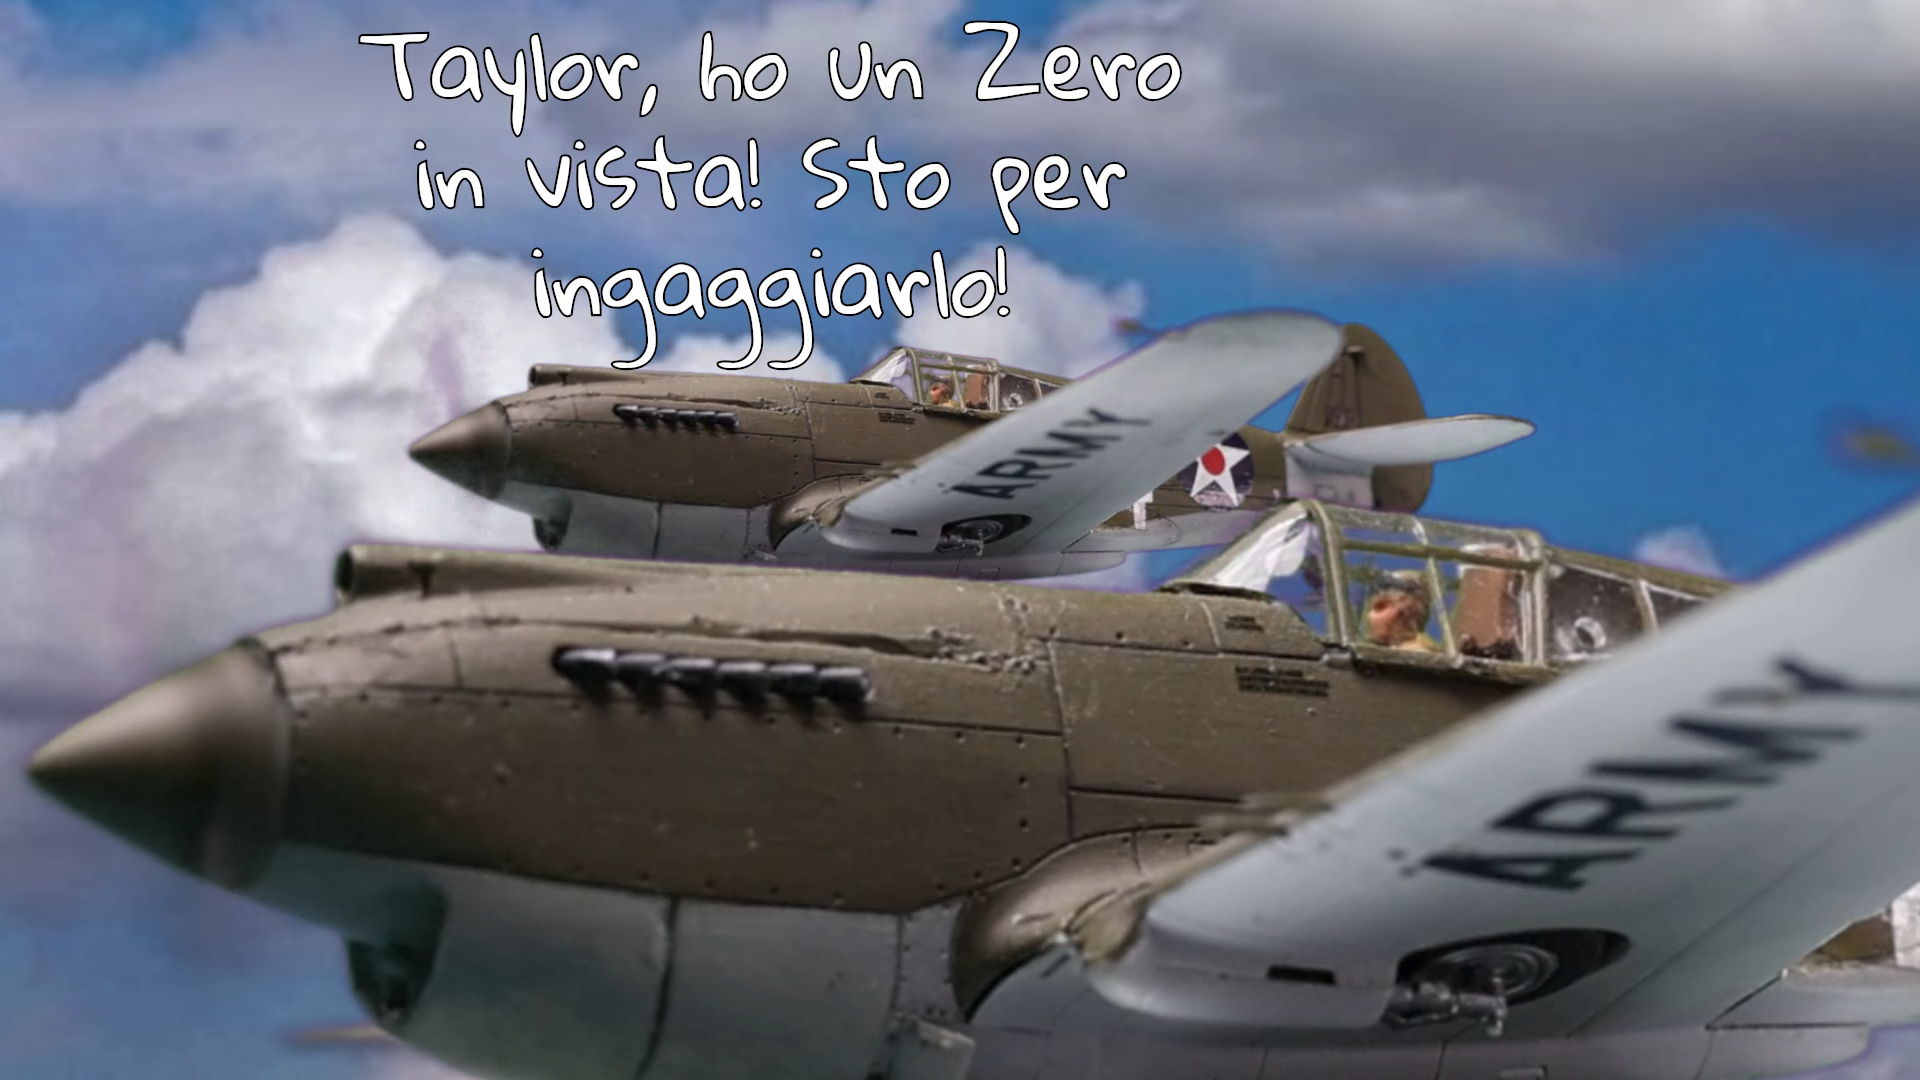 Taylor, ho un Zero
in vista! Sto per
ingaggiarlo!
ARMY
ARMY